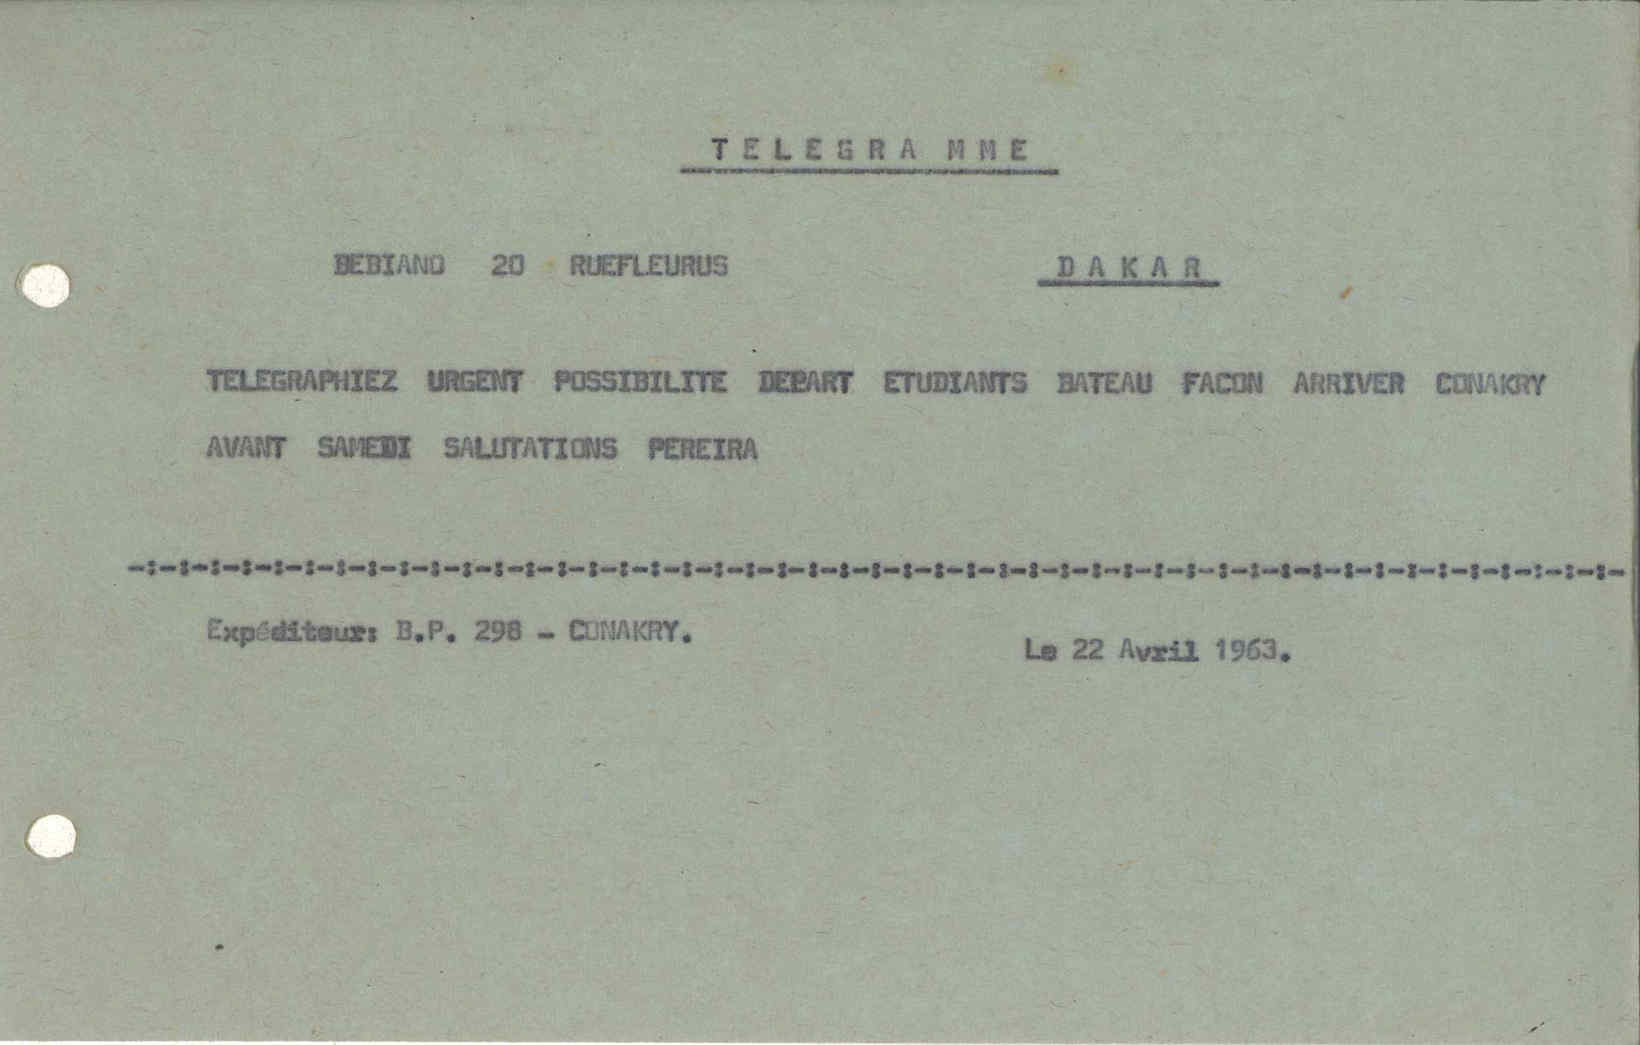 TELEGRAMME
BEBIANO 20 RUEFLEURUS DAKAR
TELEGRAPHIEZ URGENT POSSIBILITE DEPART ETUDIANTS BATEAU FACON ARRIVER CONAKRY
AVANT SAMEDI SALUTATIONS PEREIRA
-:-:-:-:-:-:-:-:-:-:-:-:-:-:-:-:-:-:-:-:-:-:-:-:-:-:-:-:-:-:-:-:-:-:-:-:-:-:-:-:-:-:-:-:-:-:-:-
Expéditeur: B.P. 298 - CONAKRY.
Le 22 Avril 1963.